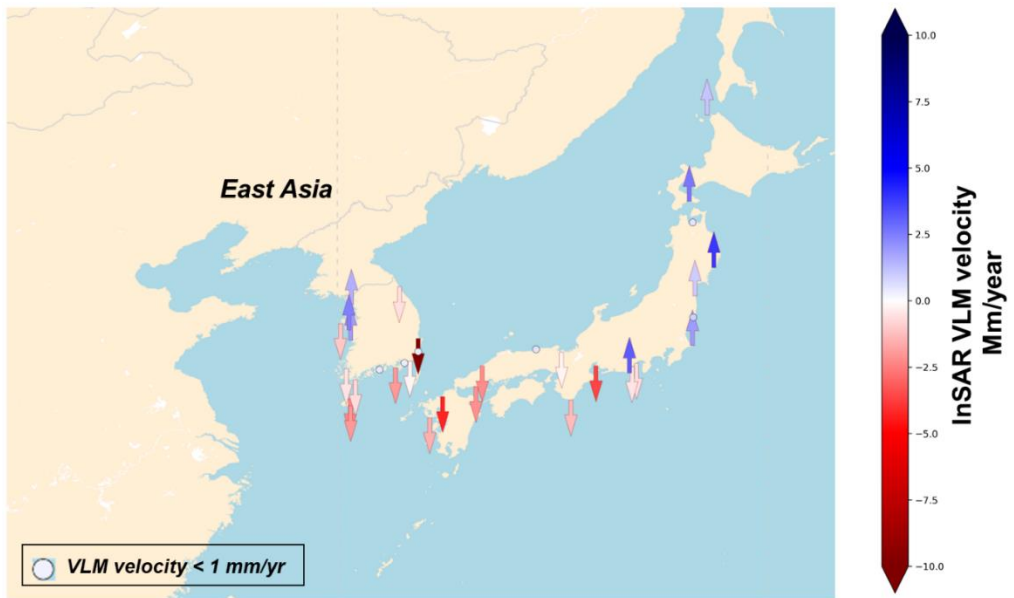 East Asia
VLM velocity < 1 mm/yr
10.0
7.5
5.0
2.5
0.0
−2.5
−5.0
−7.5
−10.0
InSAR VLM velocity
Mm/year